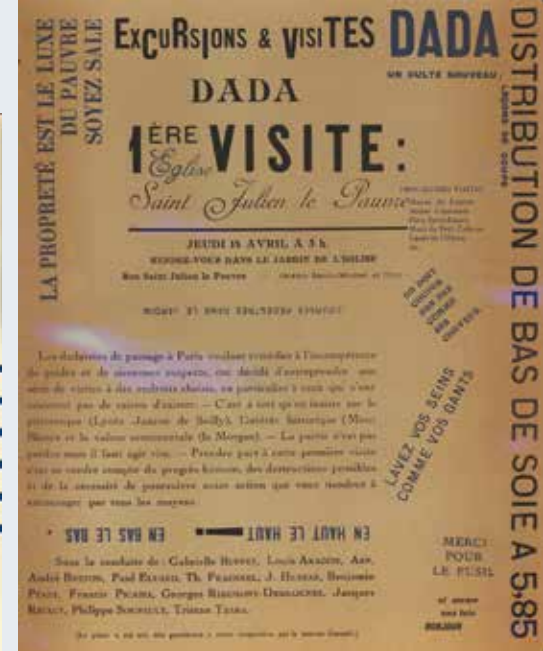 LA PROPRETÉ EST LE LUXE
DU PAUVRE
SOYEZ SALE
EXCURSIONS & VISITES DADA
UN CULTE NOUVEAU
DADA
1ÈRE VISITE :
Église
Saint Julien le Pauvre
JEUDI 14 AVRIL A 3 h.
RENDEZ-VOUS DANS LE JARDIN DE L'ÉGLISE
Rue Saint Julien le Pauvre
DISTRIBUTION DE BAS DE SOIE A 5,85
Les dadaïstes de passage à Paris voulant remédier à l'incompétence
de guides et de cicerones suspects, ont décidé d'entreprendre une
série de visites à des endroits choisis, en particulier à ceux qui n'ont
vraiment pas de raison d'exister. — C'est à tort qu'on insiste sur le
pittoresque (Lycée Janson de Sailly), l'intérêt historique (Mont
Blanc) et la valeur sentimentale (la Morgue). — La partie n'est pas
perdue mais il faut agir vite. — Prendre part à cette première visite
c'est se rendre compte du progrès humain, des destructions possibles
et de la nécessité de poursuivre notre action que vous tiendrez à
encourager par tous les moyens.
LAVEZ VOS SEINS
COMME VOS GANTS
EN BAS LE BAS
EN HAUT LE HAUT
MERCI
POUR
LE FUSIL
et encore
une fois
BONJOUR
Sous la conduite de : Gabrielle BUFFET, Louis ARAGON, ARP,
André BRETON, Paul ELUARD, Th. FRAENKEL, J. HUSSAR, Benjamin
PÉRET, Francis PICABIA, Georges RIBEMONT-DESSAIGNES, Jacques
RIGAUT, Philippe SOUPAULT, Tristan TZARA.